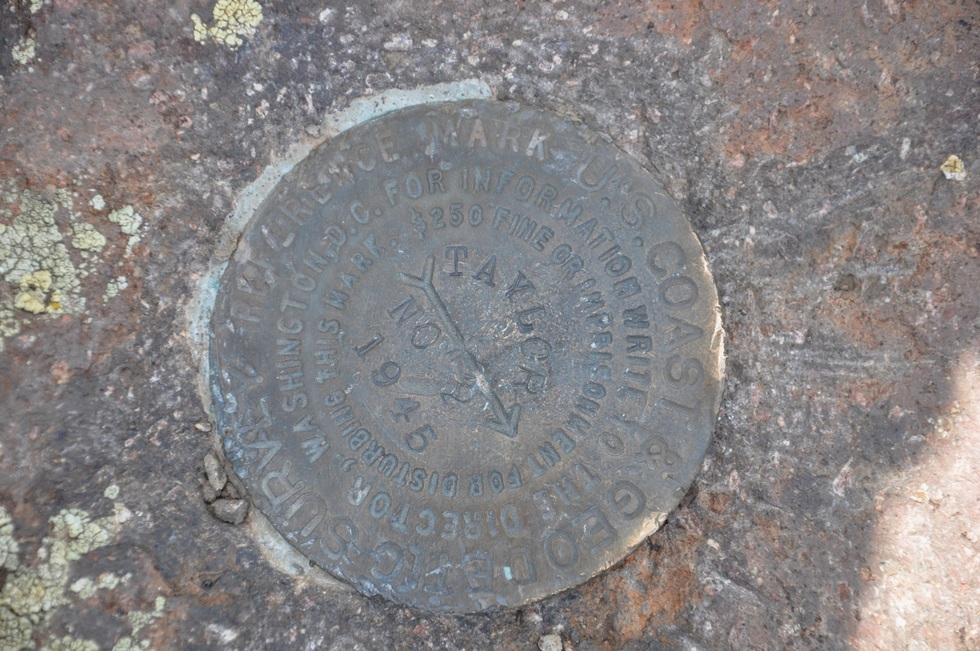 U.S. COAST & GEODETIC SURVEY REFERENCE MARK
FOR INFORMATION WRITE TO THE DIRECTOR, WASHINGTON, D.C.
$250 FINE OR IMPRISONMENT FOR DISTURBING THIS MARK.
TAYLOR
NO 2
1945